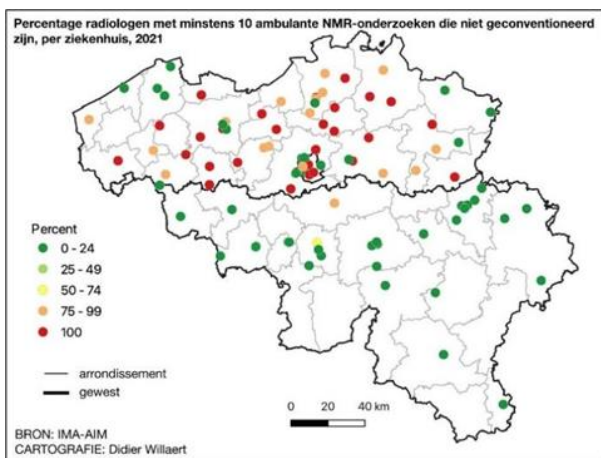 Percentage radiologen met minstens 10 ambulante NMR-onderzoeken die niet geconventioneerd
zijn, per ziekenhuis, 2021
Percent
0 - 24
25 - 49
50 - 74
75 - 99
100
arrondissement
gewest
0 20 40 km
BRON: IMA-AIM
CARTOGRAFIE: Didier Willaert